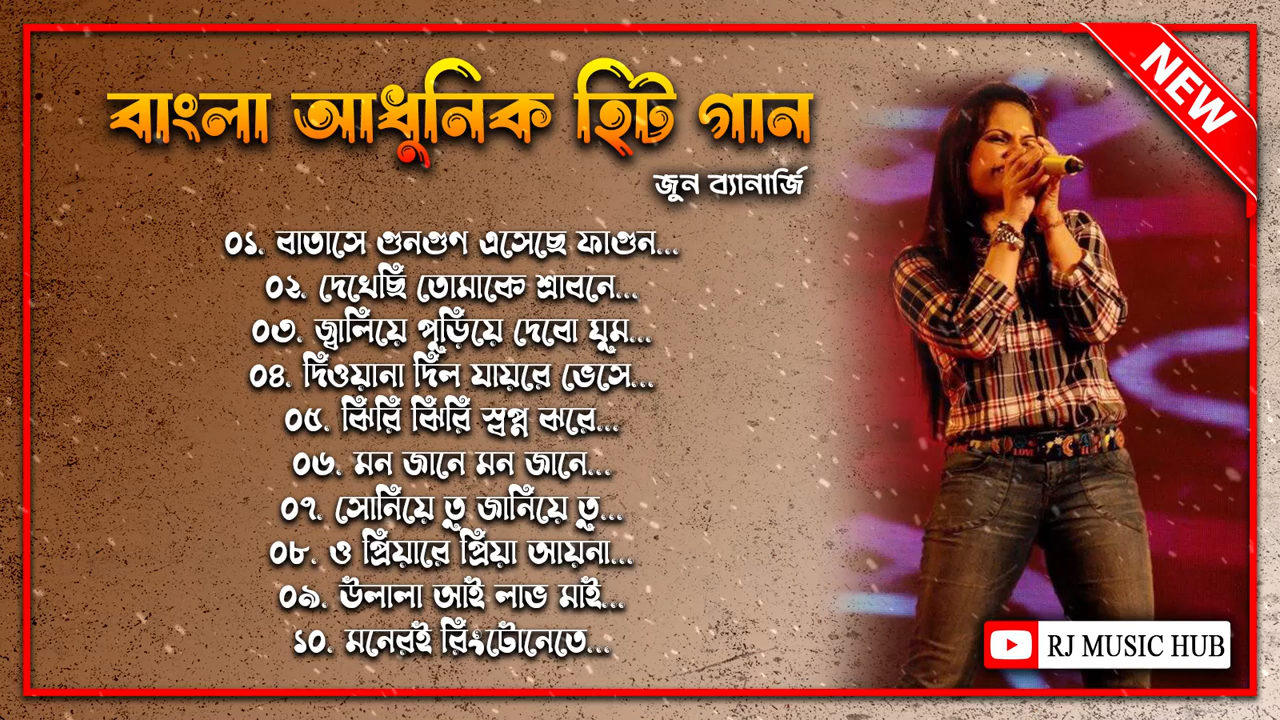 বাংলা আধুনিক হিট গান
NEW
জুন ব্যানার্জি
০১. বাতাসে গুনগুণ এসেছে ফাগুন...
০২. দেখেছি তোমাকে শ্রাবনে...
০৩. জ্বালিয়ে পুড়িয়ে দেবো ঘুম...
০৪. দিওয়ানা দিল যায়রে ভেসে...
০৫. ঝিরি ঝিরি স্বপ্ন ঝরে...
০৬. মন জানে মন জানে...
০৭. সোনিয়ে তু জানিয়ে তু...
০৮. ও প্রিয়ারে প্রিয়া আয়না...
০৯. উলালা আই লাভ মাই...
১০. মনেরই রিংটোনেতে...
LOVE
RJ MUSIC HUB